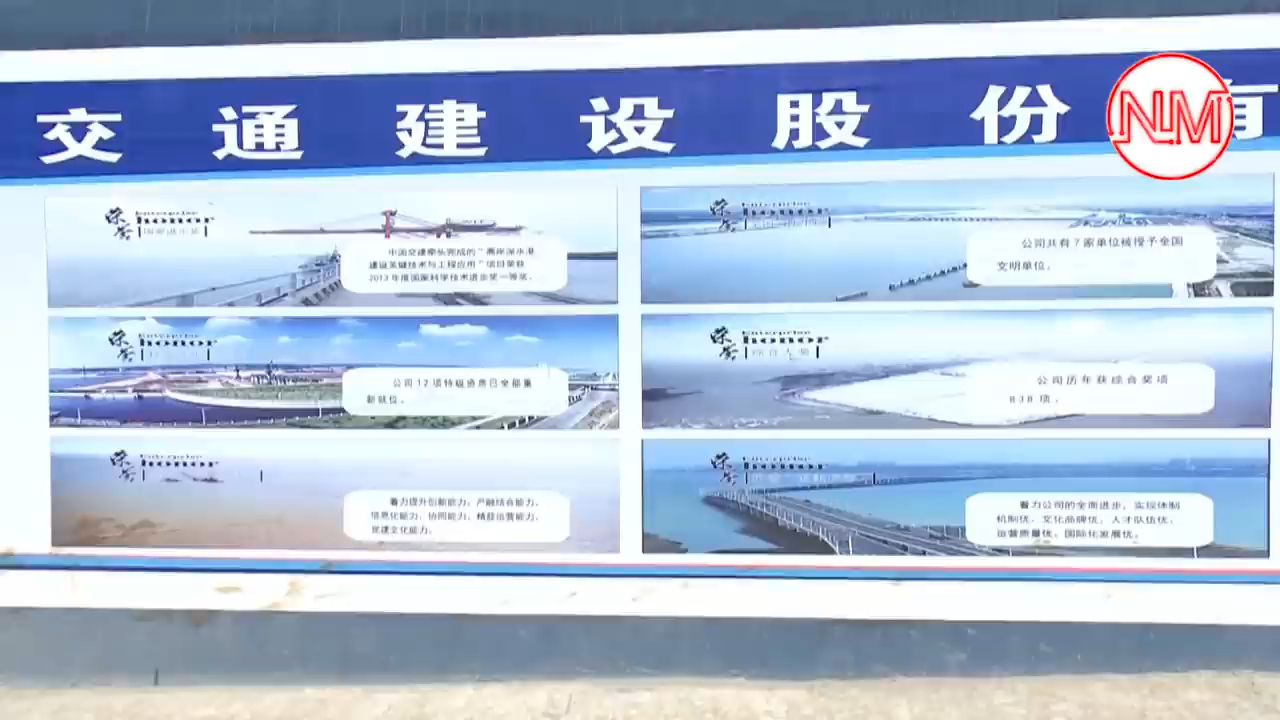 交通建设股份有
NM
荣誉 Enterprise Honor
国家进步奖
中国交建牵头完成的“离岸深水港
建设关键技术与工程应用”项目荣获
2013年度国家科学技术进步奖一等奖。
荣誉 Enterprise Honor
公司共有7家单位被授予全国
文明单位。
荣誉 Enterprise Honor
公司12项特级资质已全部重
新就位。
荣誉 Enterprise Honor
综合大奖
公司历年获综合奖项
838项。
荣誉 Enterprise Honor
着力提升创新能力、产融结合能力、
信息化能力、协同能力、精益运营能力、
党建文化能力。
荣誉 Enterprise Honor
着力公司的全面进步，实现体制
机制优、文化品牌优、人才队伍优、
运营质量优、国际化发展优。